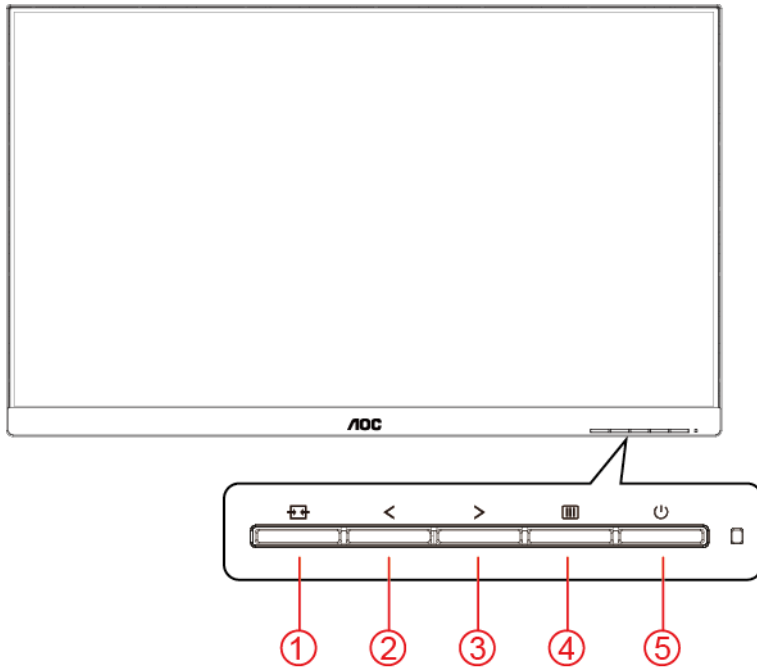 AOC
< >
① ② ③ ④ ⑤